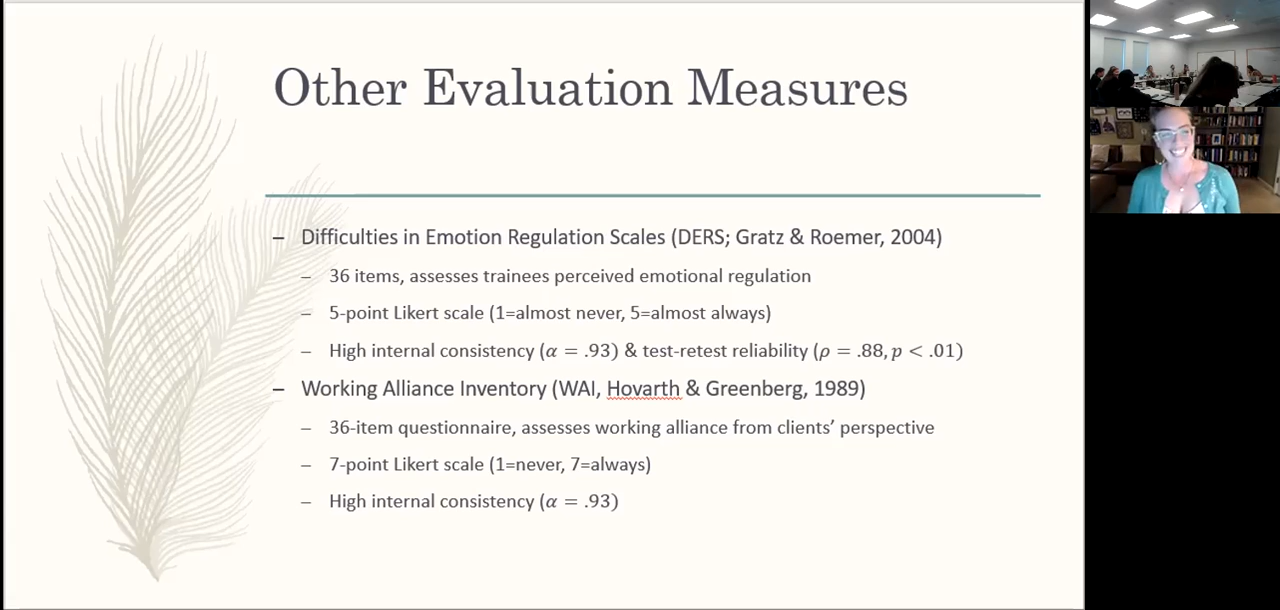 Other Evaluation Measures
– Difficulties in Emotion Regulation Scales (DERS; Gratz & Roemer, 2004)
– 36 items, assesses trainees perceived emotional regulation
– 5-point Likert scale (1=almost never, 5=almost always)
– High internal consistency (α = .93) & test-retest reliability (ρ = .88, p < .01)
– Working Alliance Inventory (WAI, Hovarth & Greenberg, 1989)
– 36-item questionnaire, assesses working alliance from clients’ perspective
– 7-point Likert scale (1=never, 7=always)
– High internal consistency (α = .93)